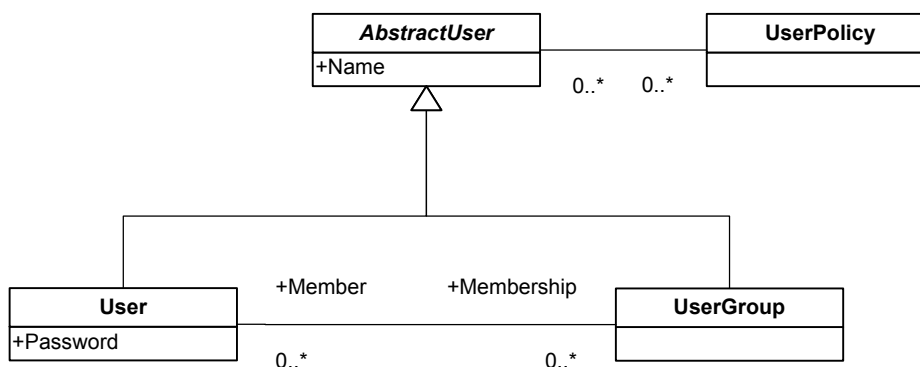 AbstractUser
+Name
UserPolicy
0..*
0..*
+Member
+Membership
User
+Password
UserGroup
0..*
0..*